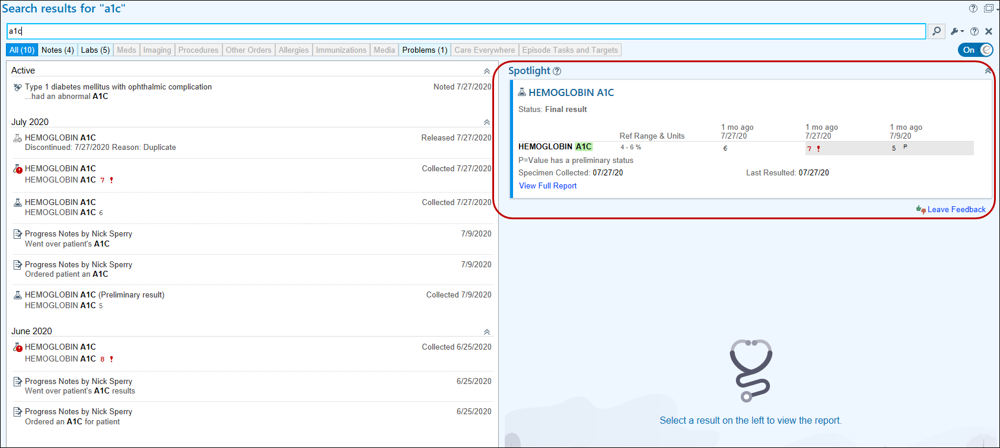 Search results for "a1c"
a1c
All (10) Notes (4) Labs (5) Meds Imaging Procedures Other Orders Allergies Immunizations Media Problems (1) Care Everywhere Episode Tasks and Targets
On
Active
Type 1 diabetes mellitus with ophthalmic complication Noted 7/27/2020
...had an abnormal A1C
July 2020
HEMOGLOBIN A1C Released 7/27/2020
Discontinued: 7/27/2020 Reason: Duplicate
HEMOGLOBIN A1C Collected 7/27/2020
HEMOGLOBIN A1C 7 !
HEMOGLOBIN A1C Collected 7/27/2020
HEMOGLOBIN A1C 6
Progress Notes by Nick Sperry 7/9/2020
Went over patient's A1C
Progress Notes by Nick Sperry 7/9/2020
Ordered patient an A1C
HEMOGLOBIN A1C (Preliminary result) Collected 7/9/2020
HEMOGLOBIN A1C 5
June 2020
HEMOGLOBIN A1C Collected 6/25/2020
HEMOGLOBIN A1C 8 !
Progress Notes by Nick Sperry 6/25/2020
Went over patient's A1C results
Progress Notes by Nick Sperry 6/25/2020
Ordered an A1C for patient
Spotlight ?
HEMOGLOBIN A1C
Status: Final result
1 mo ago 1 mo ago 1 mo ago
Ref Range & Units 7/27/20 7/27/20 7/9/20
HEMOGLOBIN A1C 4 - 6 % 6 7 ! 5 P
P=Value has a preliminary status
Specimen Collected: 07/27/20 Last Resulted: 07/27/20
View Full Report
Leave Feedback
Select a result on the left to view the report.